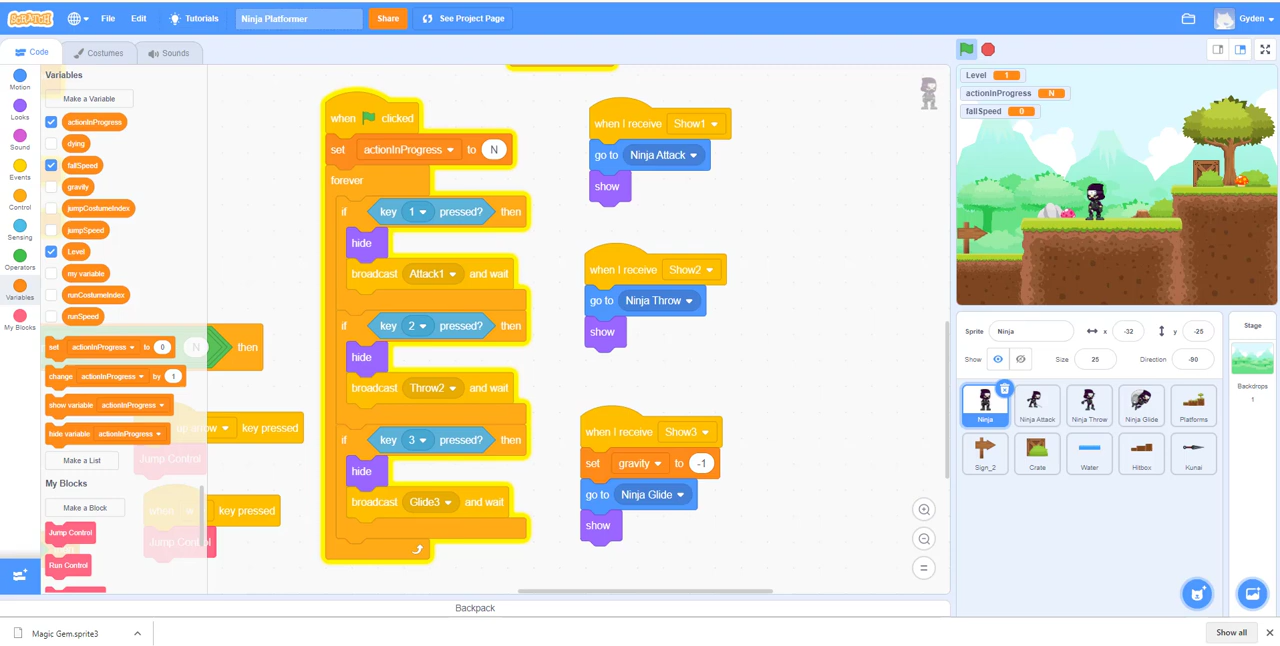 SCRATCH
File
Edit
Tutorials
Ninja Platformer
Share
See Project Page
Gyden
Code
Costumes
Sounds
Motion
Looks
Sound
Events
Control
Sensing
Operators
Variables
My Blocks
Variables
Make a Variable
actionInProgress
dying
fallSpeed
gravity
jumpCostumeIndex
jumpSpeed
Level
my variable
runCostumeIndex
runSpeed
set actionInProgress to 0
change actionInProgress by 1
show variable actionInProgress
hide variable actionInProgress
Make a List
My Blocks
Make a Block
Jump Control
Run Control
N then
up arrow key pressed
Jump Control
when w key pressed
Jump Control
when clicked
set actionInProgress to N
forever
if key 1 pressed? then
hide
broadcast Attack1 and wait
if key 2 pressed? then
hide
broadcast Throw2 and wait
if key 3 pressed? then
hide
broadcast Glide3 and wait
when I receive Show1
go to Ninja Attack
show
when I receive Show2
go to Ninja Throw
show
when I receive Show3
set gravity to -1
go to Ninja Glide
show
Backpack
Level 1
actionInProgress N
fallSpeed 0
Sprite Ninja x -32 y -25
Show Size 25 Direction -90
Ninja
Ninja Attack
Ninja Throw
Ninja Glide
Platforms
Sign_2
Crate
Water
Hitbox
Kunai
Stage
Backdrops
1
Magic Gem.sprite3
Show all